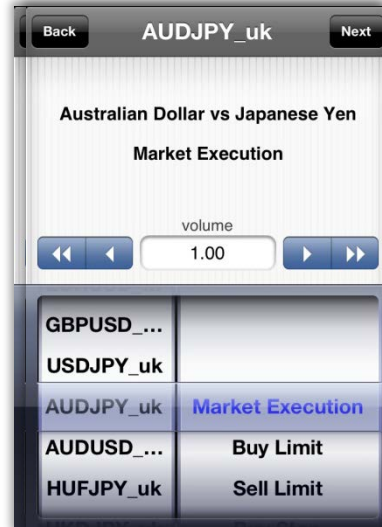 Back AUDJPY_uk Next
Australian Dollar vs Japanese Yen
Market Execution
volume
1.00
GBPUSD_...
USDJPY_uk
AUDJPY_uk Market Execution
AUDUSD_... Buy Limit
HUFJPY_uk Sell Limit